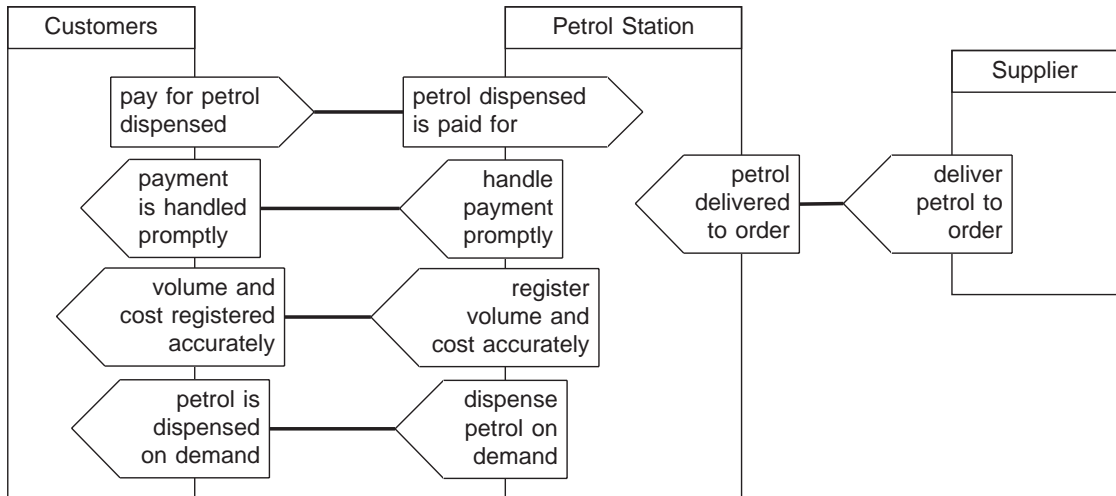 Customers
Petrol Station
Supplier
pay for petrol
dispensed
petrol dispensed
is paid for
payment
is handled
promptly
handle
payment
promptly
petrol
delivered
to order
deliver
petrol to
order
volume and
cost registered
accurately
register
volume and
cost accurately
petrol is
dispensed
on demand
dispense
petrol on
demand